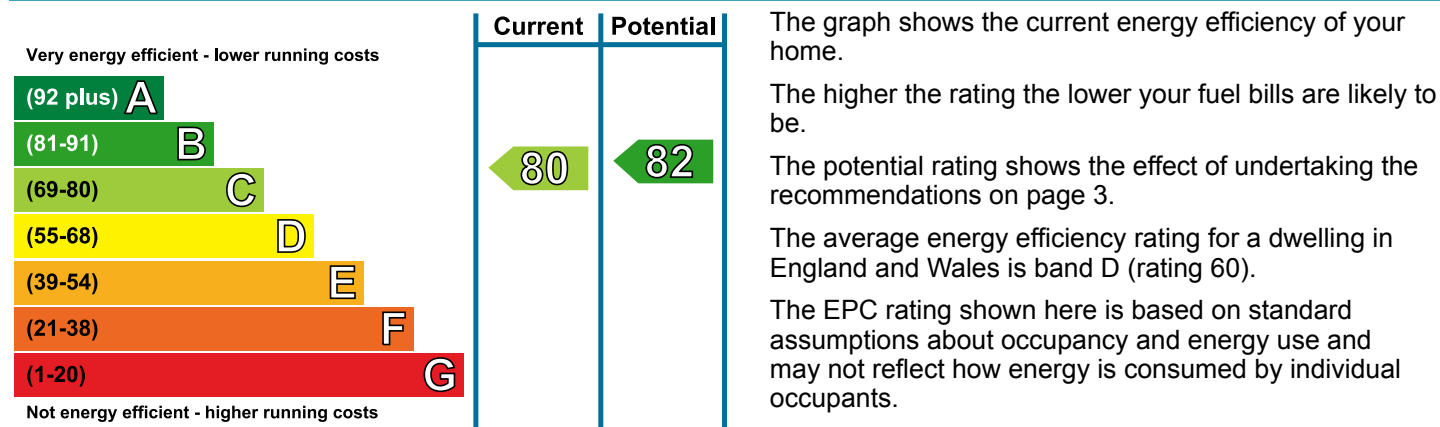 Current Potential
Very energy efficient - lower running costs
(92 plus) A
(81-91) B
(69-80) C
(55-68) D
(39-54) E
(21-38) F
(1-20) G
Not energy efficient - higher running costs
80 82
The graph shows the current energy efficiency of your
home.
The higher the rating the lower your fuel bills are likely to
be.
The potential rating shows the effect of undertaking the
recommendations on page 3.
The average energy efficiency rating for a dwelling in
England and Wales is band D (rating 60).
The EPC rating shown here is based on standard
assumptions about occupancy and energy use and
may not reflect how energy is consumed by individual
occupants.